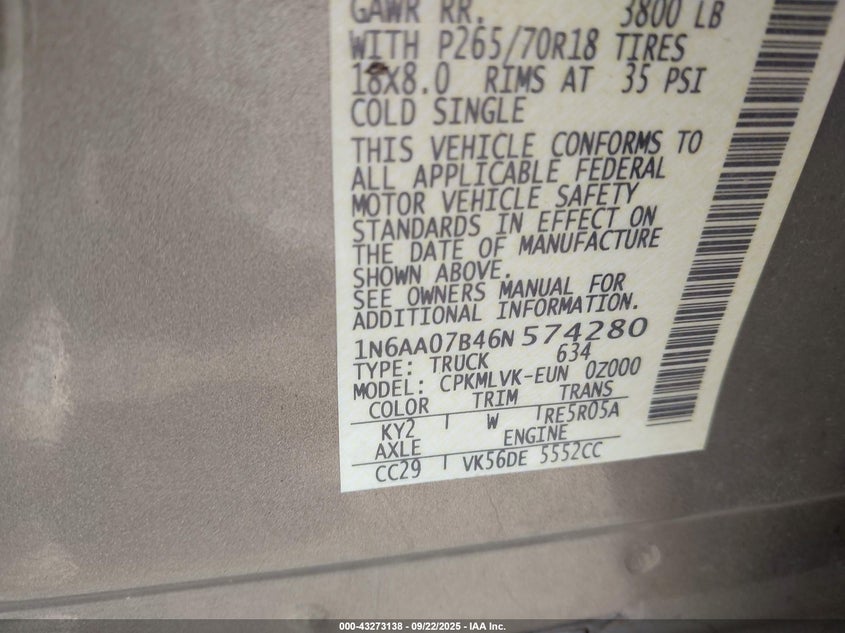 GAWR RR. 3800 LB
WITH P265/70R18 TIRES
18X8.0 RIMS AT 35 PSI
COLD SINGLE
THIS VEHICLE CONFORMS TO
ALL APPLICABLE FEDERAL
MOTOR VEHICLE SAFETY
STANDARDS IN EFFECT ON
THE DATE OF MANUFACTURE
SHOWN ABOVE.
SEE OWNERS MANUAL FOR
ADDITIONAL INFORMATION.
1N6AA07B46N574280
TYPE: TRUCK 634
MODEL: CPKMLVK-EUN 0Z000
COLOR TRIM TRANS
KY2 W RE5R05A
AXLE ENGINE
CC29 VK56DE 5552CC
000-43273138 - 09/22/2025 - IAA Inc.